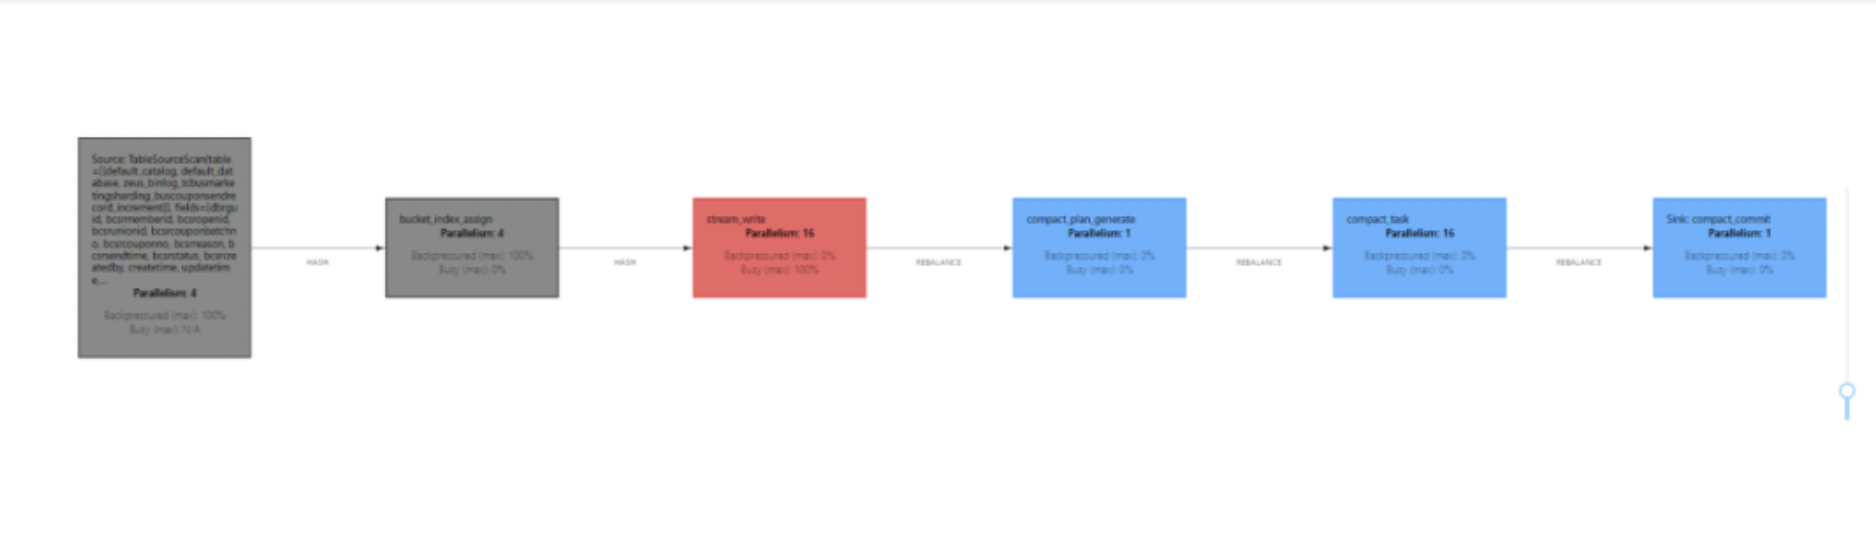 Source: TableSourceScan(table
=[[default_catalog, default_dat
abase, zeus_binlog_tcbusmarke
tingsharding_buscouponsendre
cord_increment]], fields=[dbrgu
id, bcsrmemberid, bcsropenid,
bcsrunionid, bcsrcouponbatchn
o, bcsrcouponno, bcsrreason, b
csrsendtime, bcsrstatus, bcsrcre
atedby, createtime, updatetim
e,...
Parallelism: 4
Backpressured (max): 100%
Busy (max): N/A
HASH
bucket_index_assign
Parallelism: 4
Backpressured (max): 100%
Busy (max): 0%
HASH
stream_write
Parallelism: 16
Backpressured (max): 0%
Busy (max): 100%
REBALANCE
compact_plan_generate
Parallelism: 1
Backpressured (max): 0%
Busy (max): 0%
REBALANCE
compact_task
Parallelism: 16
Backpressured (max): 0%
Busy (max): 0%
REBALANCE
Sink: compact_commit
Parallelism: 1
Backpressured (max): 0%
Busy (max): 0%